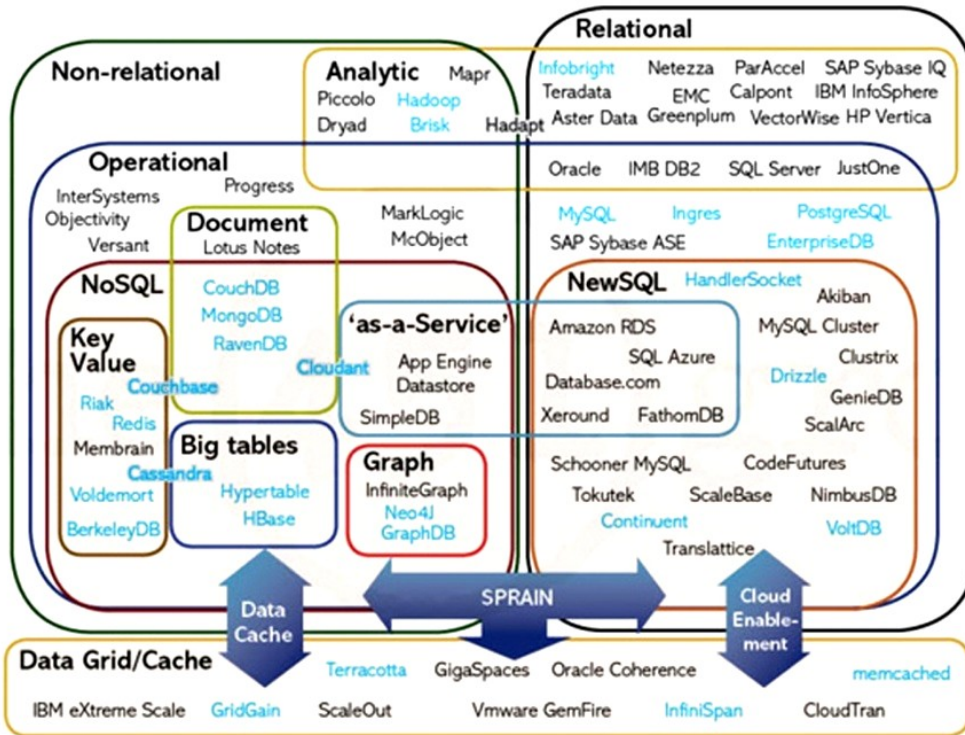 Relational
Non-relational
Analytic
Mapr
Piccolo
Hadoop
Dryad
Brisk
Hadapt
Infobright
Netezza
ParAccel
SAP Sybase IQ
Teradata
EMC
Calpont
IBM InfoSphere
Aster Data
Greenplum
VectorWise
HP Vertica
Operational
Oracle
IMB DB2
SQL Server
JustOne
InterSystems
Progress
Objectivity
Versant
Document
Lotus Notes
MarkLogic
McObject
MySQL
Ingres
PostgreSQL
SAP Sybase ASE
EnterpriseDB
NoSQL
CouchDB
MongoDB
RavenDB
Key
Value
Couchbase
Riak
Redis
Membrain
Cassandra
Voldemort
BerkeleyDB
Big tables
Hypertable
HBase
'as-a-Service'
Cloudant
App Engine
Datastore
SimpleDB
Graph
InfiniteGraph
Neo4J
GraphDB
NewSQL
HandlerSocket
Akiban
Amazon RDS
MySQL Cluster
SQL Azure
Clustrix
Database.com
Drizzle
GenieDB
Xeround
FathomDB
ScalArc
Schooner MySQL
CodeFutures
Tokutek
ScaleBase
NimbusDB
Continuent
VoltDB
Translattice
Data
Cache
SPRAIN
Cloud
Enable-
ment
Data Grid/Cache
Terracotta
GigaSpaces
Oracle Coherence
memcached
IBM eXtreme Scale
GridGain
ScaleOut
Vmware GemFire
InfiniSpan
CloudTran